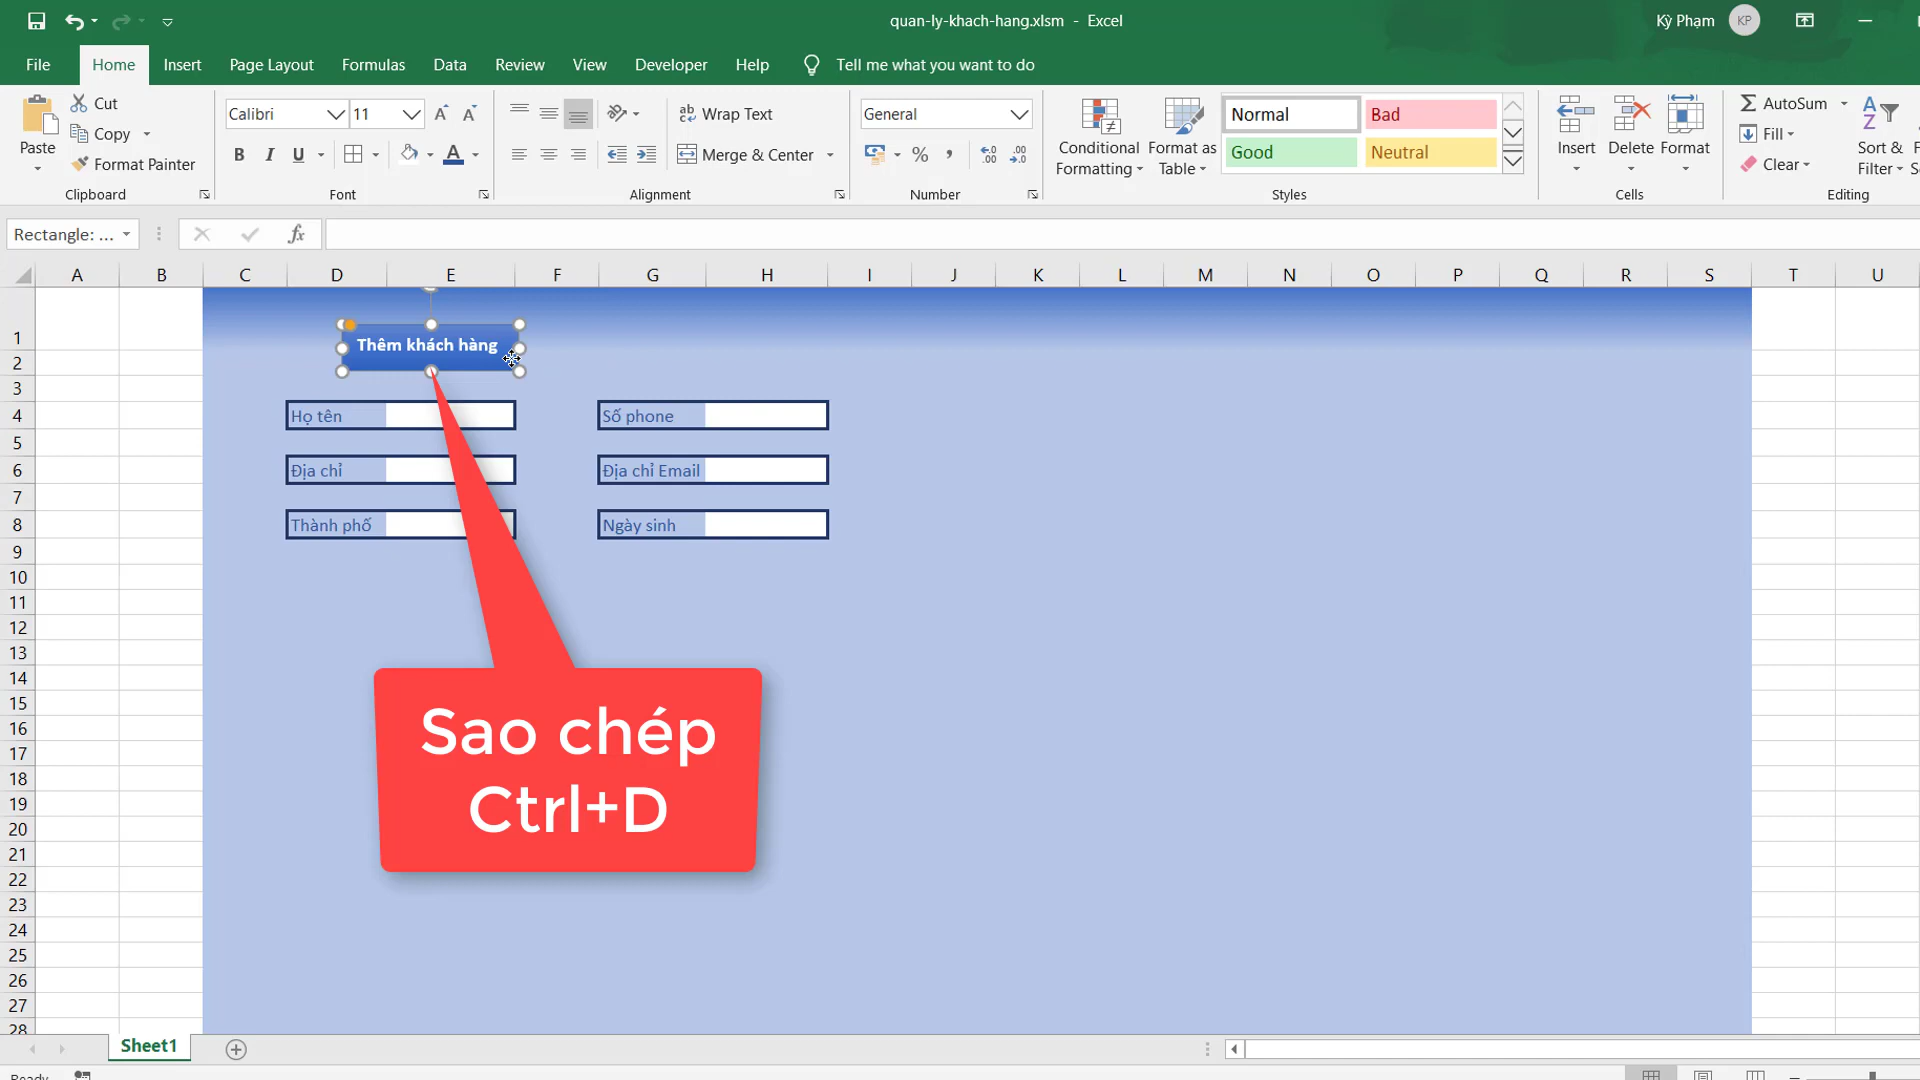 quan-ly-khach-hang.xlsm - Excel
Kỳ Phạm KP
File Home Insert Page Layout Formulas Data Review View Developer Help Tell me what you want to do
Paste
Cut
Copy
Format Painter
Clipboard
Calibri 11
B I U A
Font
Wrap Text
Merge & Center
Alignment
General
%
Number
Conditional Formatting
Format as Table
Normal Bad
Good Neutral
Styles
Insert Delete Format
Cells
AutoSum
Fill
Clear
Sort & Filter
Editing
Rectangle: ...
fx
A B C D E F G H I J K L M N O P Q R S T U
1
2
3
4
5
6
7
8
9
10
11
12
13
14
15
16
17
18
19
20
21
22
23
24
25
26
27
28
Thêm khách hàng
Họ tên Số phone
Địa chỉ Địa chỉ Email
Thành phố Ngày sinh
Sao chép
Ctrl+D
Sheet1
Ready